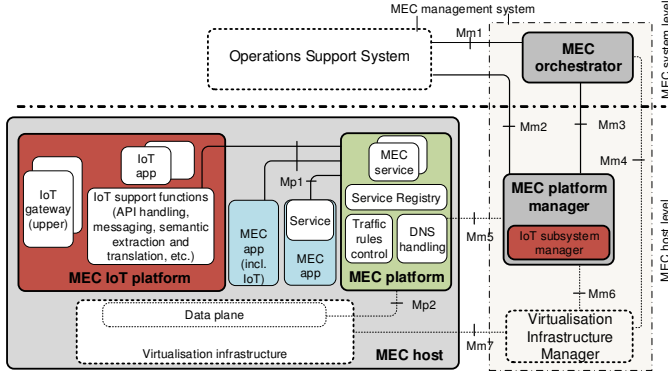 MEC management system
Operations Support System
Mm1
MEC
orchestrator
MEC system level
Mm2
Mm3
Mm4
MEC host level
IoT
gateway
(upper)
IoT
app
IoT support functions
(API handling,
messaging, semantic
extraction and
translation, etc.)
MEC IoT platform
Mp1
MEC
app
(incl.
IoT)
Service
MEC
app
MEC
service
Service Registry
Traffic
rules
control
DNS
handling
MEC platform
Mm5
MEC platform
manager
IoT subsystem
manager
Mp2
Mm6
Data plane
Virtualisation infrastructure
MEC host
Mm7
Virtualisation
Infrastructure
Manager